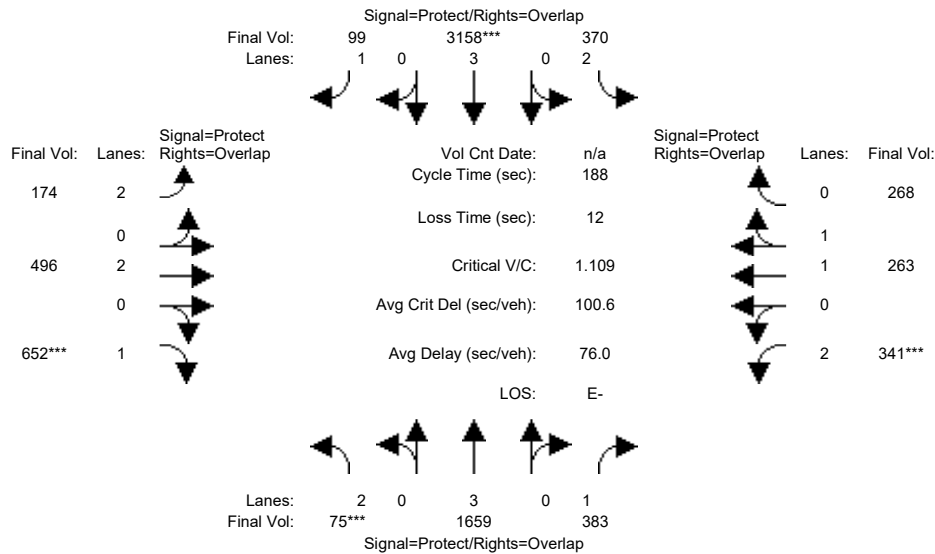 Signal=Protect/Rights=Overlap
Final Vol: 99 3158*** 370
Lanes: 1 0 3 0 2
Signal=Protect
Final Vol: Lanes: Rights=Overlap
Vol Cnt Date: n/a
Signal=Protect
Rights=Overlap Lanes: Final Vol:
Cycle Time (sec): 188
174 2
0 268
Loss Time (sec): 12
0
1
496 2
Critical V/C: 1.109
1 263
0
Avg Crit Del (sec/veh): 100.6
0
652*** 1
Avg Delay (sec/veh): 76.0
2 341***
LOS: E-
Lanes: 2 0 3 0 1
Final Vol: 75*** 1659 383
Signal=Protect/Rights=Overlap